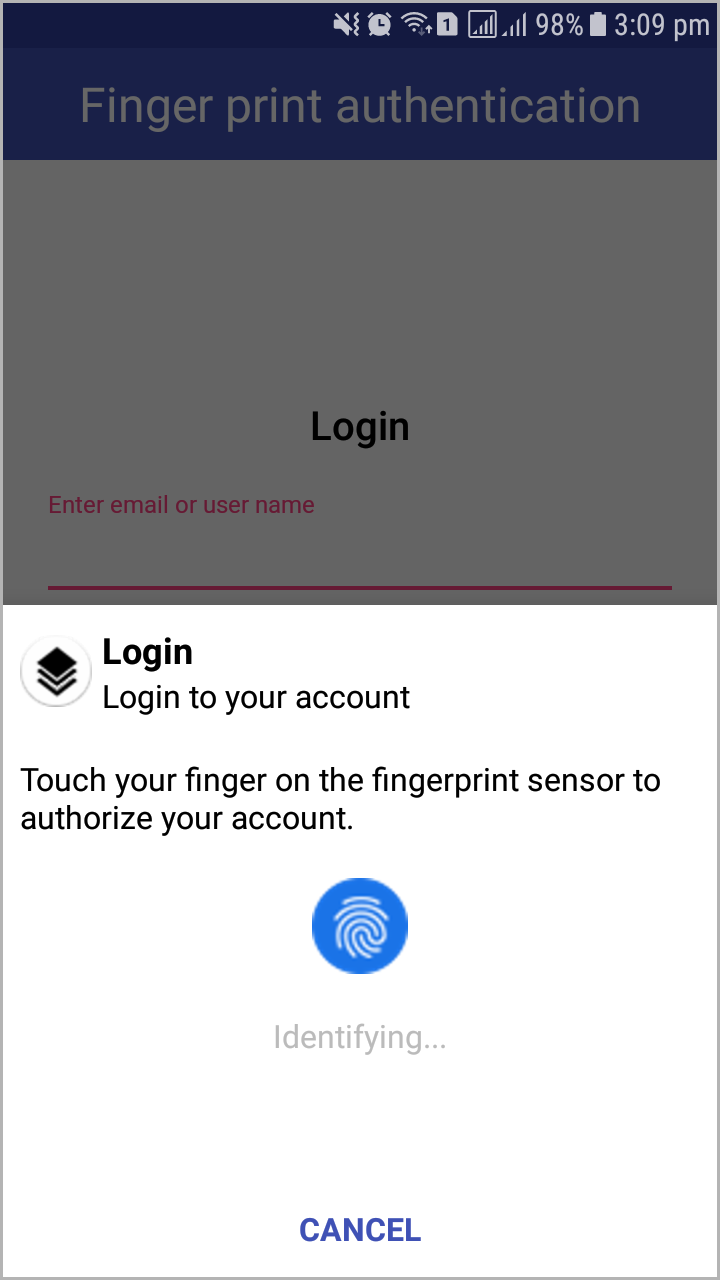 1 98% 3:09 pm
Finger print authentication
Login
Enter email or user name
Login
Login to your account
Touch your finger on the fingerprint sensor to
authorize your account.
Identifying...
CANCEL